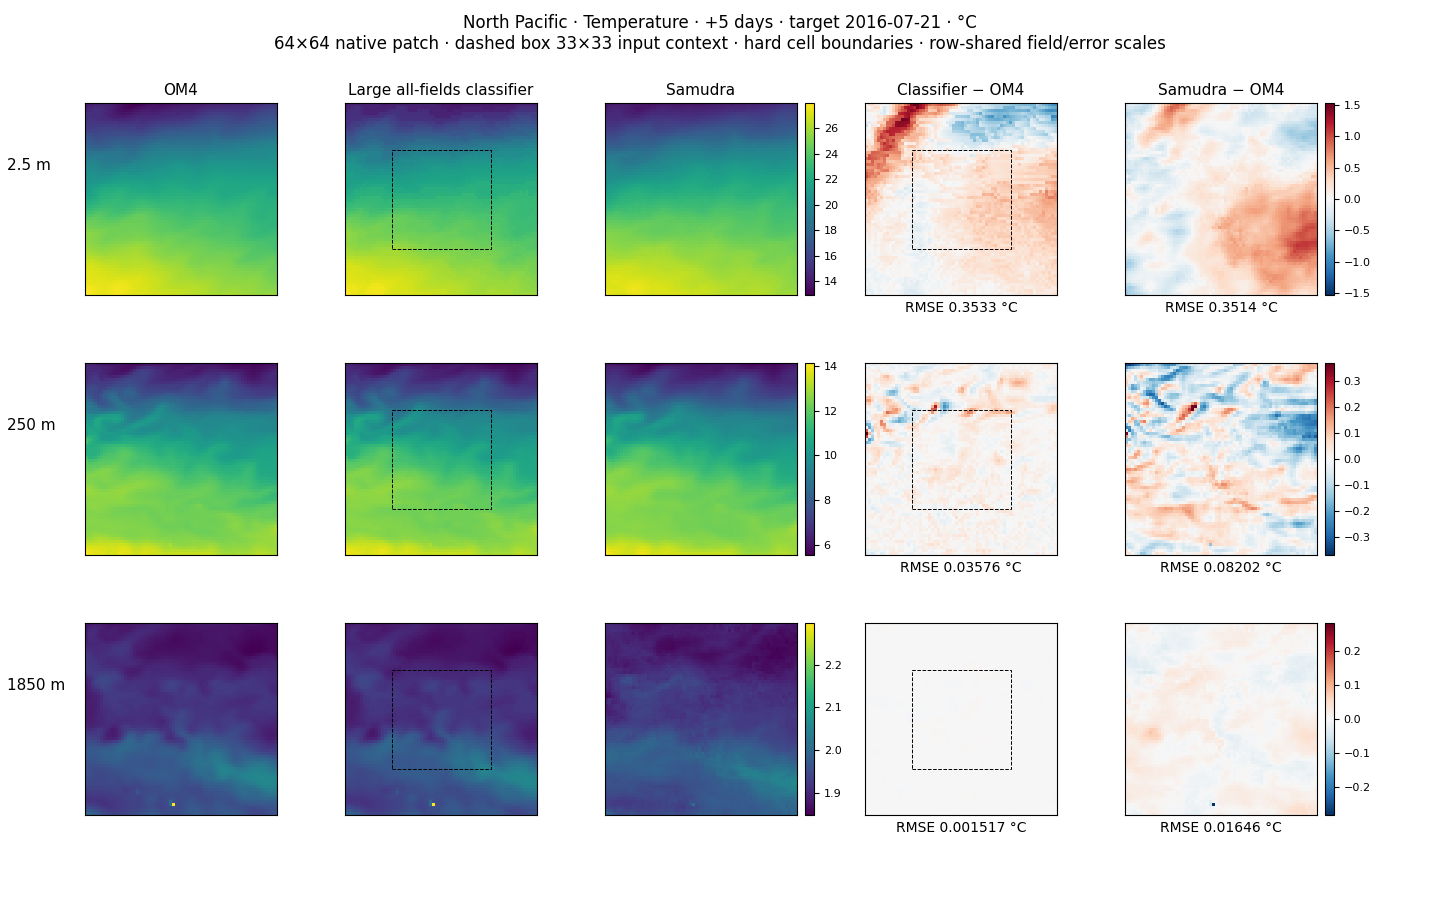 North Pacific · Temperature · +5 days · target 2016-07-21 · °C
64×64 native patch · dashed box 33×33 input context · hard cell boundaries · row-shared field/error scales
OM4
Large all-fields classifier
Samudra
Classifier − OM4
Samudra − OM4
2.5 m
26
24
22
20
18
16
14
1.5
1.0
0.5
0.0
−0.5
−1.0
−1.5
RMSE 0.3533 °C
RMSE 0.3514 °C
250 m
14
12
10
8
6
0.3
0.2
0.1
0.0
−0.1
−0.2
−0.3
RMSE 0.03576 °C
RMSE 0.08202 °C
1850 m
2.2
2.1
2.0
1.9
0.2
0.1
0.0
−0.1
−0.2
RMSE 0.001517 °C
RMSE 0.01646 °C